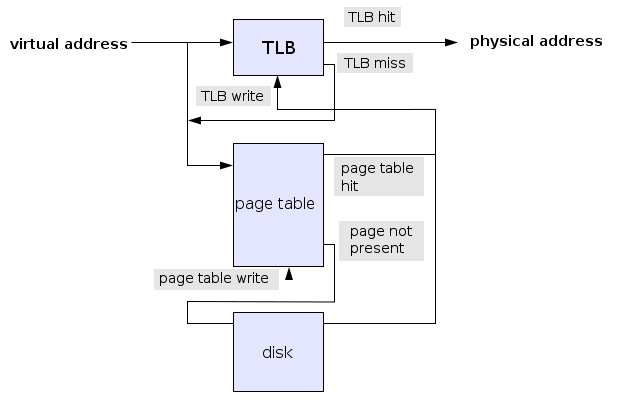 TLB hit
virtual address
TLB
physical address
TLB miss
TLB write
page table
hit
page table
page not
present
page table write
disk